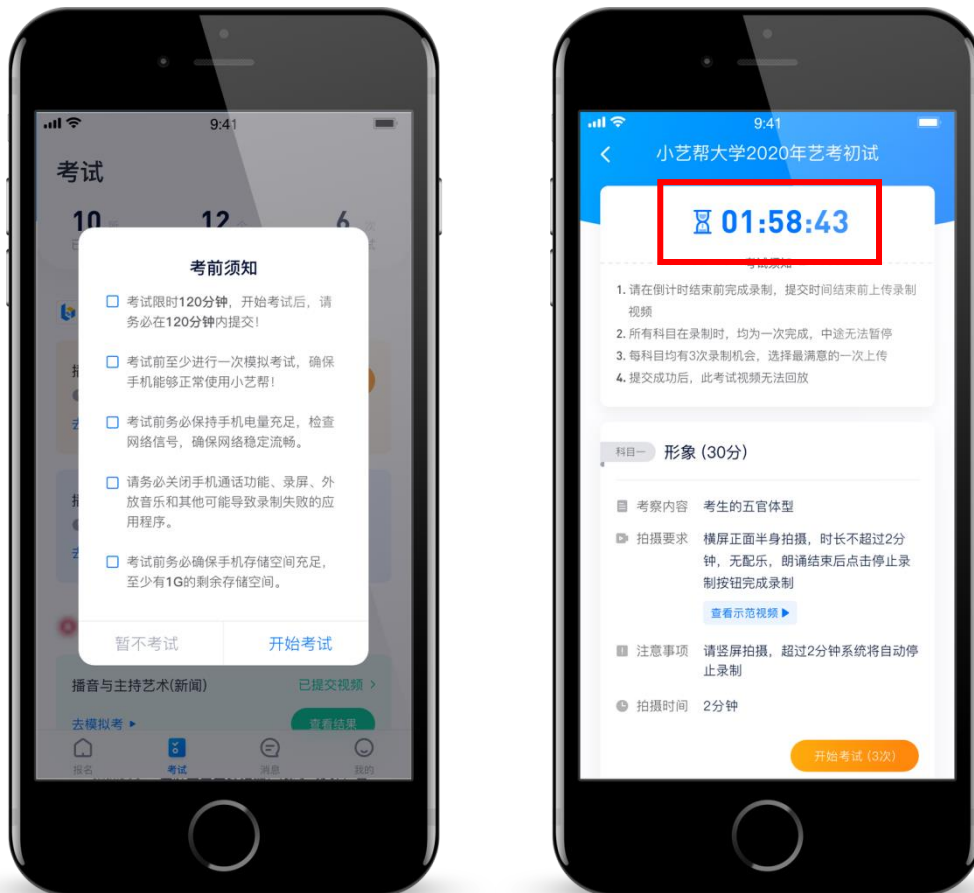 9:41
考试
10
12
6
考前须知
考试限时120分钟，开始考试后，请
务必在120分钟内提交！
考试前至少进行一次模拟考试，确保
手机能够正常使用小艺帮！
考试前务必保持手机电量充足，检查
网络信号，确保网络稳定流畅。
请务必关闭手机通话功能、录屏、外
放音乐和其他可能导致录制失败的应
用程序。
考试前务必确保手机存储空间充足，
至少有1G的剩余存储空间。
暂不考试 开始考试
播音与主持艺术(新闻) 已提交视频 >
去模拟考 查看结果
报名 考试 消息 我的
9:41
小艺帮大学2020年艺考初试
01:58:43
考试须知
1. 请在倒计时结束前完成录制，提交时间结束前上传录制
视频
2. 所有科目在录制时，均为一次完成，中途无法暂停
3. 每科目均有3次录制机会，选择最满意的一次上传
4. 提交成功后，此考试视频无法回放
科目一 形象 (30分)
考察内容 考生的五官体型
拍摄要求 横屏正面半身拍摄，时长不超过2分
钟，无配乐，朗诵结束后点击停止录
制按钮完成录制
查看示范视频
注意事项 请竖屏拍摄，超过2分钟系统将自动停
止录制
拍摄时间 2分钟
开始考试 (3次)